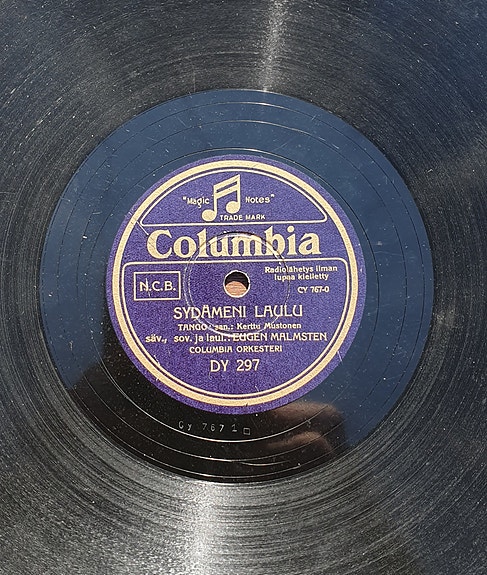 "Magic Notes"
TRADE MARK
Columbia
N.C.B.
Radiolähetys ilman
lupaa kielletty
CY 767-0
SYDÄMENI LAULU
TANGO san.: Kerttu Mustonen
säv., sov. ja laul.: EUGEN MALMSTÉN
COLUMBIA ORKESTERI
DY 297
Cy 767 1 □